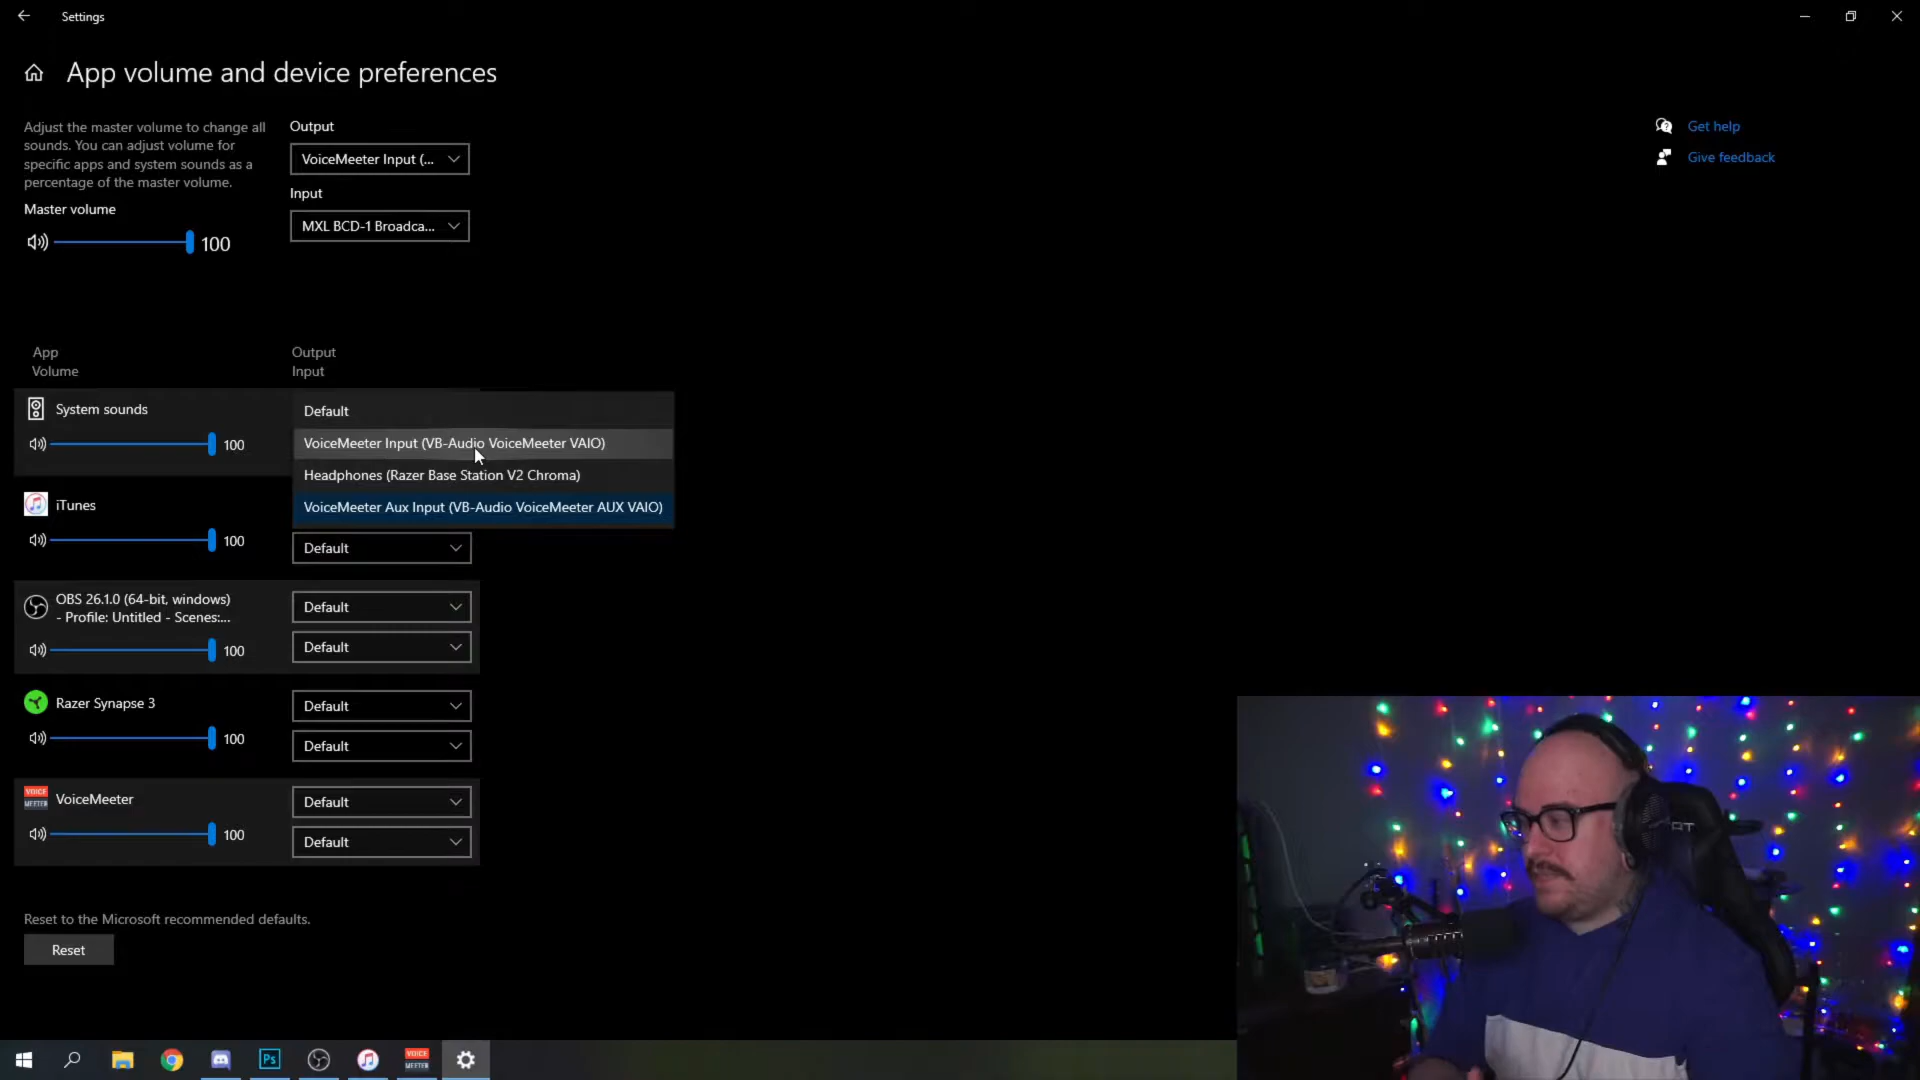 Settings
App volume and device preferences
Adjust the master volume to change all
sounds. You can adjust volume for
specific apps and system sounds as a
percentage of the master volume.
Master volume
100
Output
VoiceMeeter Input (...
Input
MXL BCD-1 Broadca...
Get help
Give feedback
App
Volume
Output
Input
System sounds
100
Default
VoiceMeeter Input (VB-Audio VoiceMeeter VAIO)
Headphones (Razer Base Station V2 Chroma)
VoiceMeeter Aux Input (VB-Audio VoiceMeeter AUX VAIO)
iTunes
100
Default
OBS 26.1.0 (64-bit, windows)
- Profile: Untitled - Scenes:...
100
Default
Default
Razer Synapse 3
100
Default
Default
VOICE
MEETER
VoiceMeeter
100
Default
Default
Reset to the Microsoft recommended defaults.
Reset
Ps
VOICE
MEETER